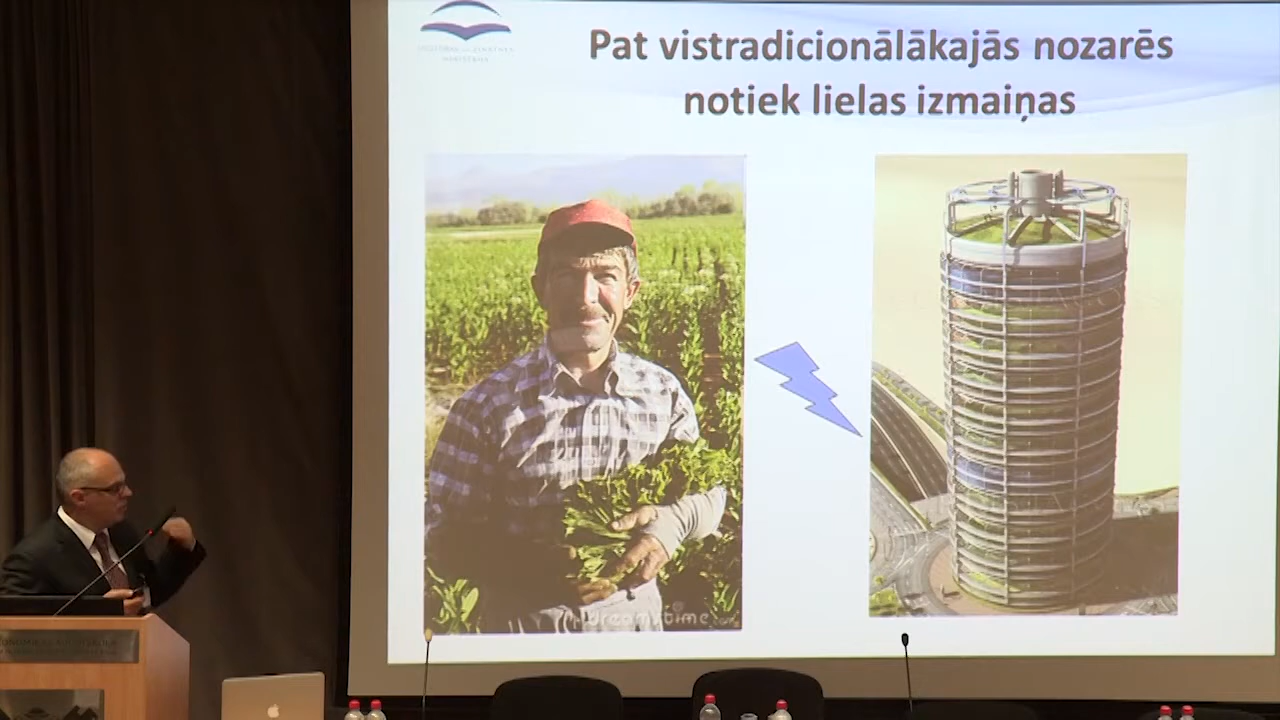 Pat vistradicionālākajās nozarēs
notiek lielas izmaiņas
dreamstime